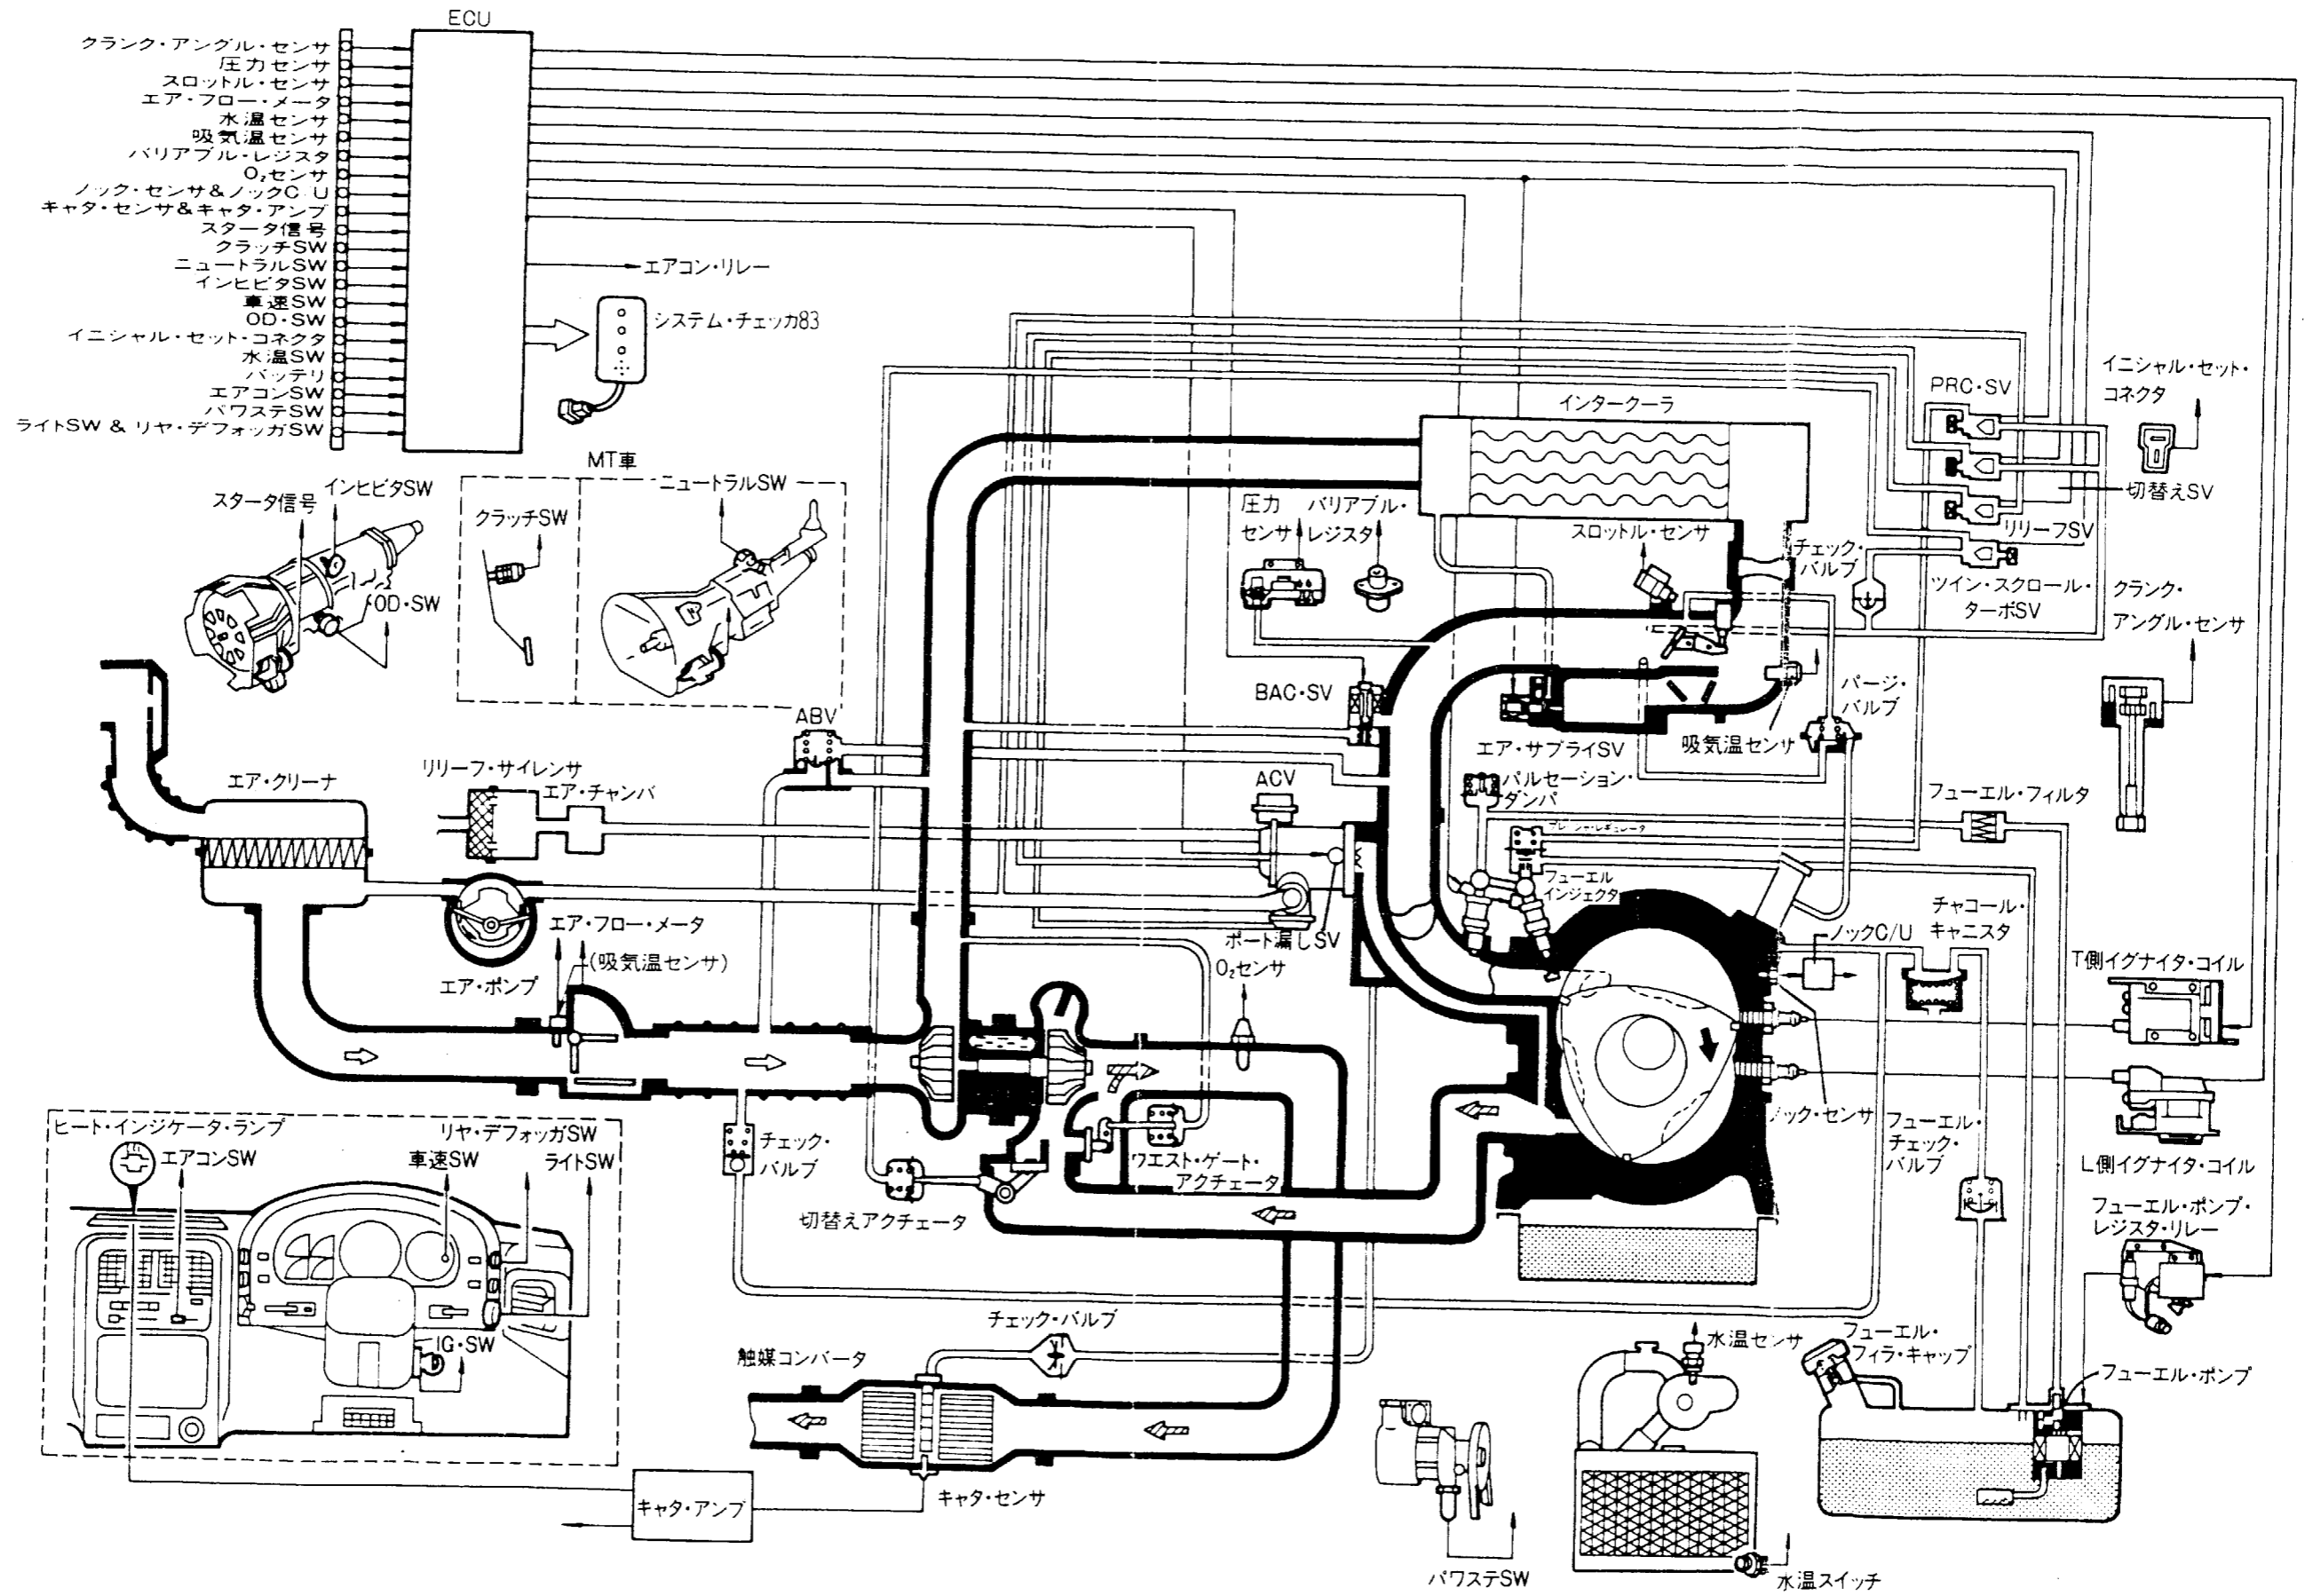 ECU
クランク・アングル・センサ
圧力センサ
スロットル・センサ
エア・フロー・メータ
水温センサ
吸気温センサ
バリアブル・レジスタ
O₂センサ
ノック・センサ&ノックC/U
キャタ・センサ&キャタ・アンプ
スタータ信号
クラッチSW
ニュートラルSW
インヒビタSW
車速SW
OD・SW
イニシャル・セット・コネクタ
水温SW
バッテリ
エアコンSW
パワステSW
ライトSW & リヤ・デフォッガSW
エアコン・リレー
システム・チェッカ83
スタータ信号
インヒビタSW
OD・SW
MT車
クラッチSW
ニュートラルSW
インタークーラ
PRC・SV
イニシャル・セット・
コネクタ
切替えSV
リリーフSV
ツイン・スクロール・
ターボSV
クランク・
アングル・センサ
圧力
センサ
バリアブル・
レジスタ
スロットル・センサ
チェック・
バルブ
BAC・SV
エア・サプライSV
吸気温センサ
パージ・
バルブ
ABV
エア・クリーナ
リリーフ・サイレンサ
エア・チャンバ
ACV
パルセーション・
ダンパ
プレッシャ・レギュレータ
フューエル
インジェクタ
フューエル・フィルタ
エア・フロー・メータ
(吸気温センサ)
エア・ポンプ
ポート漏しSV
O₂センサ
ノックC/U
チャコール・
キャニスタ
T側イグナイタ・コイル
ノック・センサ
フューエル・
チェック・
バルブ
L側イグナイタ・コイル
フューエル・ポンプ・
レジスタ・リレー
チェック・
バルブ
ワエスト・ゲート・
アクチェータ
切替えアクチェータ
ヒート・インジケータ・ランプ
エアコンSW
リヤ・デフォッガSW
車速SW
ライトSW
IG・SW
チェック・バルブ
触媒コンバータ
キャタ・センサ
キャタ・アンプ
水温センサ
フューエル・
フィラ・キャップ
フューエル・ポンプ
パワステSW
水温スイッチ